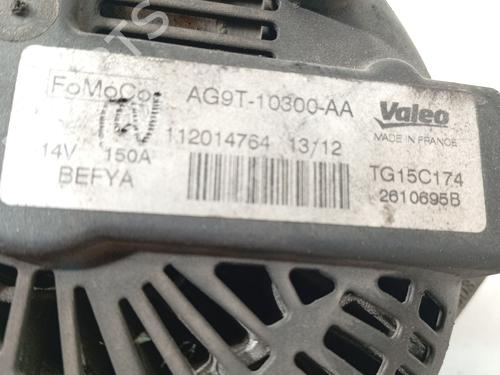 FoMoCo AG9T-10300-AA Valeo
MADE IN FRANCE
112014764 13/12
14V 150A TG15C174
BEFYA 2610695B